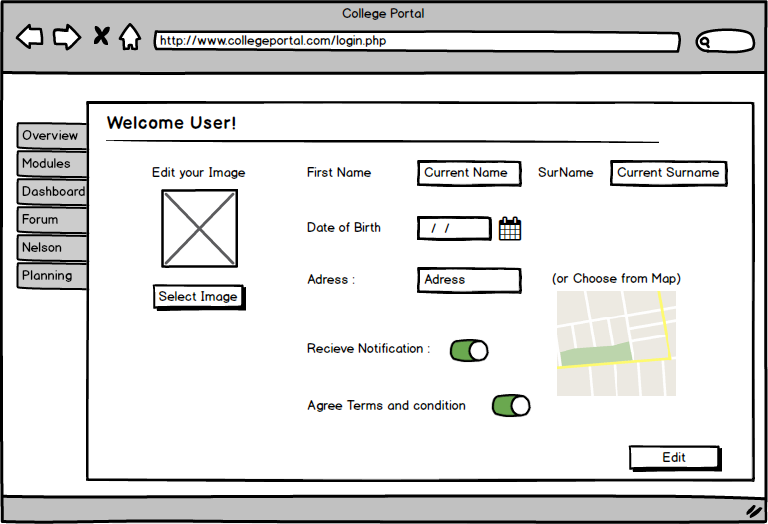 College Portal
http://www.collegeportal.com/login.php
Welcome User!
Overview
Modules
Dashboard
Forum
Nelson
Planning
Edit your Image
Select Image
First Name Current Name SurName Current Surname
Date of Birth / /
Adress : Adress (or Choose from Map)
Recieve Notification :
Agree Terms and condition
Edit